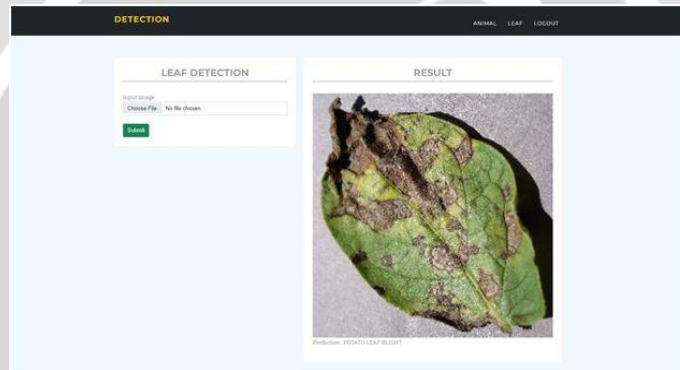 DETECTION
ANIMAL LEAF LOGOUT
LEAF DETECTION
Input Image
Choose File No file chosen
Submit
RESULT
Prediction: POTATO LEAF BLIGHT